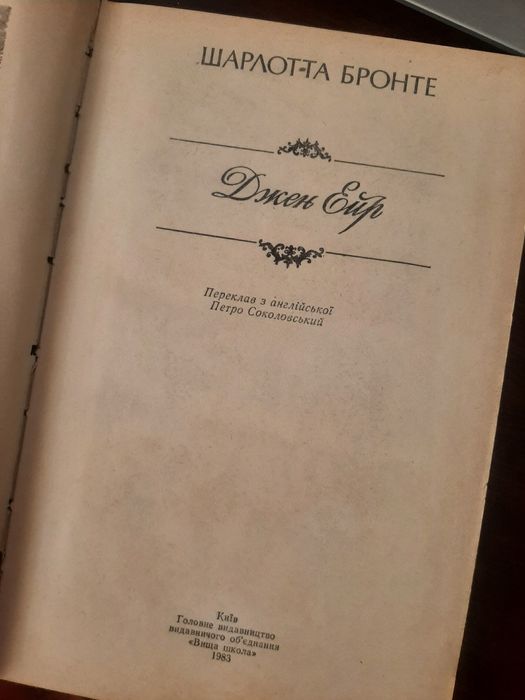 ШАРЛОТТА БРОНТЕ
Джен Ейр
Переклав з англійської
Петро Соколовський
Київ
Головне видавництво
видавничого об'єднання
«Вища школа»
1983